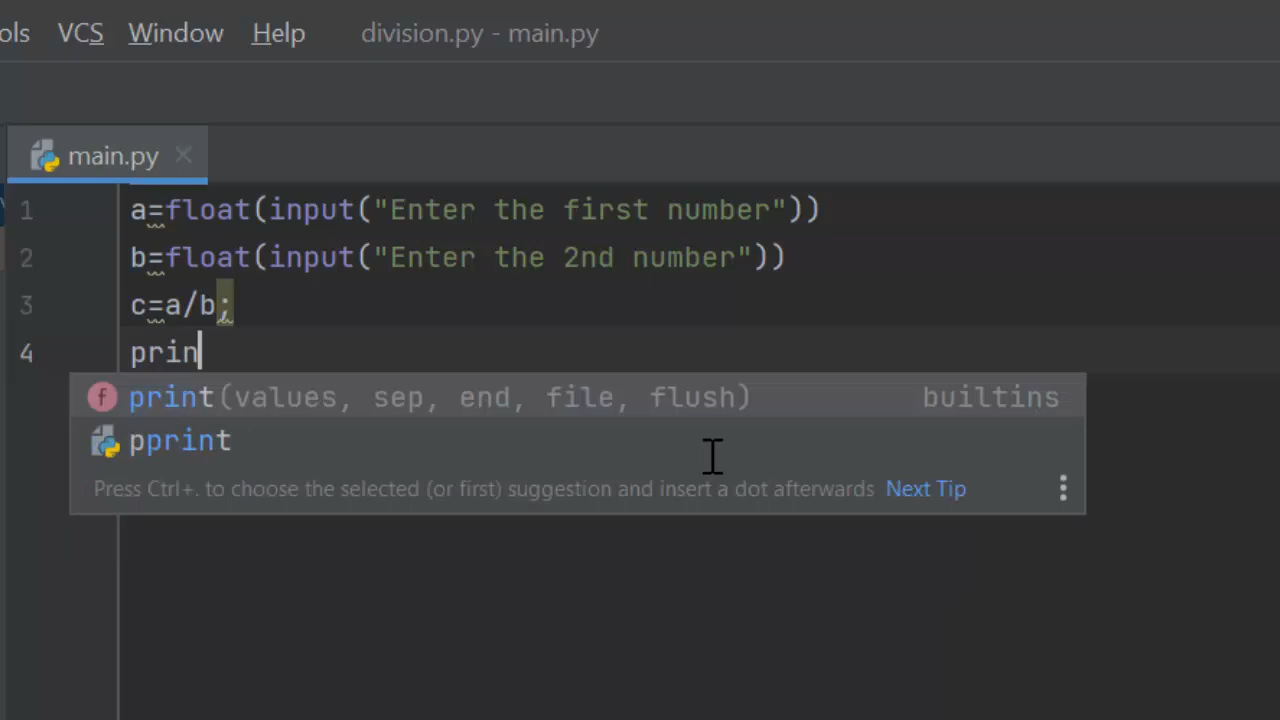 ols VCS Window Help division.py - main.py
main.py
1 a=float(input("Enter the first number"))
2 b=float(input("Enter the 2nd number"))
3 c=a/b;
4 prin
f print(values, sep, end, file, flush) builtins
pprint
Press Ctrl+. to choose the selected (or first) suggestion and insert a dot afterwards Next Tip